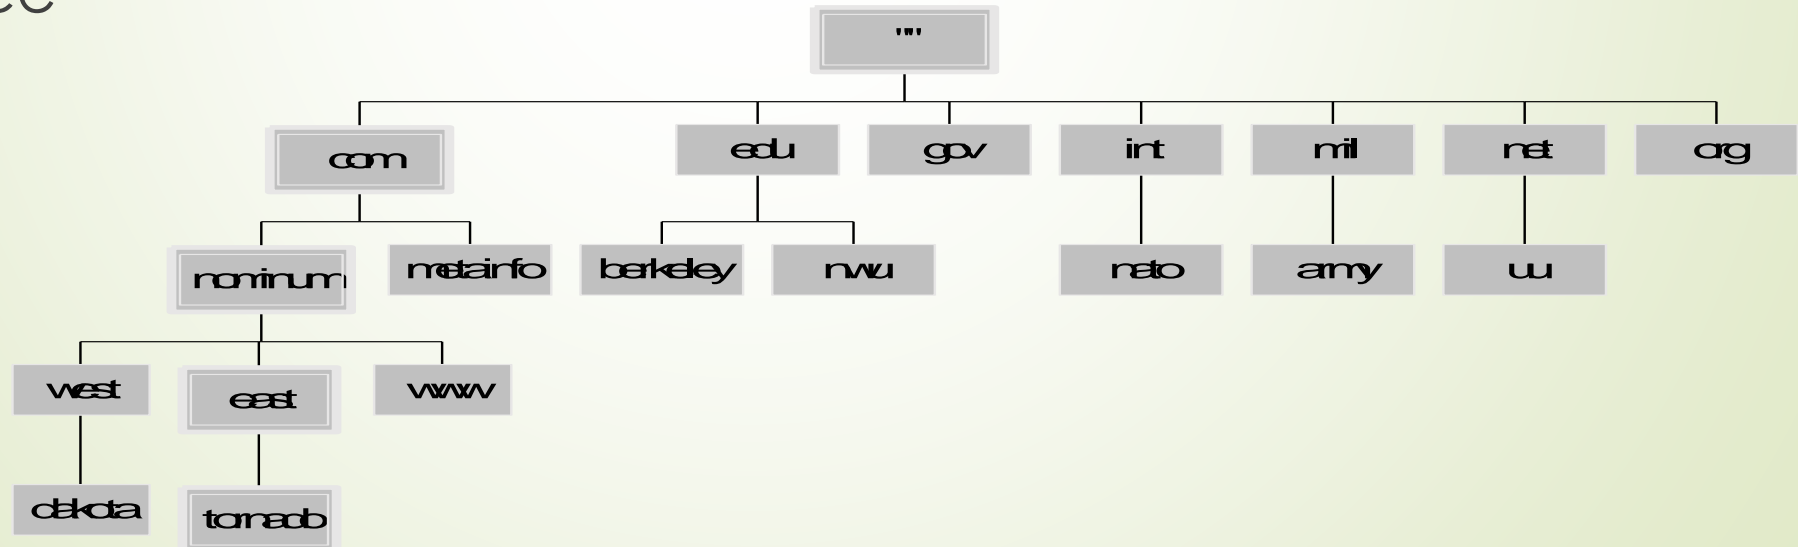 ""
com edu gov int mil net org
nominum metainfo berkeley nwu nato army uu
west east www
dakota tornado